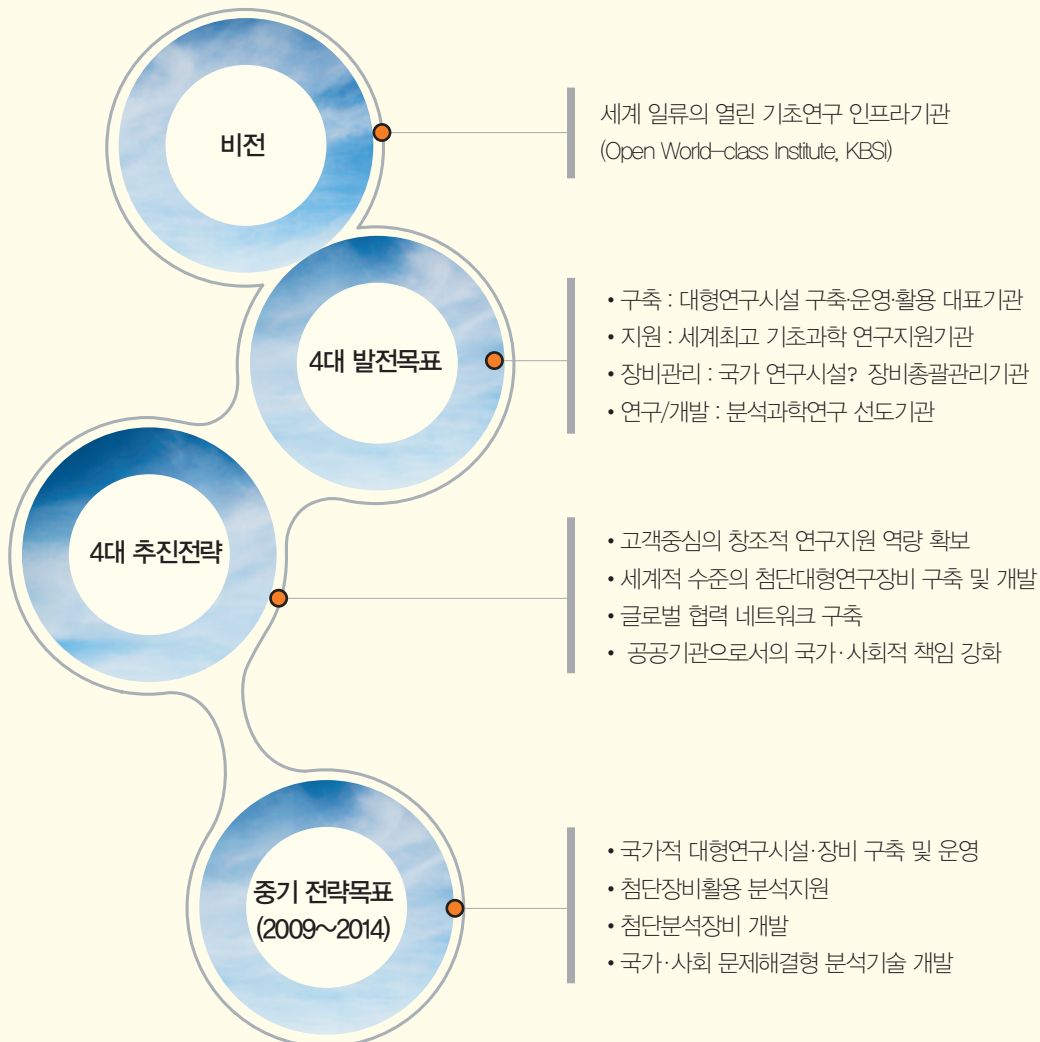 비전
세계 일류의 열린 기초연구 인프라기관
(Open World-class Institute, KBSI)
4대 발전목표
• 구축 : 대형연구시설 구축·운영·활용 대표기관
• 지원 : 세계최고 기초과학 연구지원기관
• 장비관리 : 국가 연구시설? 장비총괄관리기관
• 연구/개발 : 분석과학연구 선도기관
4대 추진전략
• 고객중심의 창조적 연구지원 역량 확보
• 세계적 수준의 첨단대형연구장비 구축 및 개발
• 글로벌 협력 네트워크 구축
• 공공기관으로서의 국가·사회적 책임 강화
중기 전략목표
(2009~2014)
• 국가적 대형연구시설·장비 구축 및 운영
• 첨단장비활용 분석지원
• 첨단분석장비 개발
• 국가·사회 문제해결형 분석기술 개발